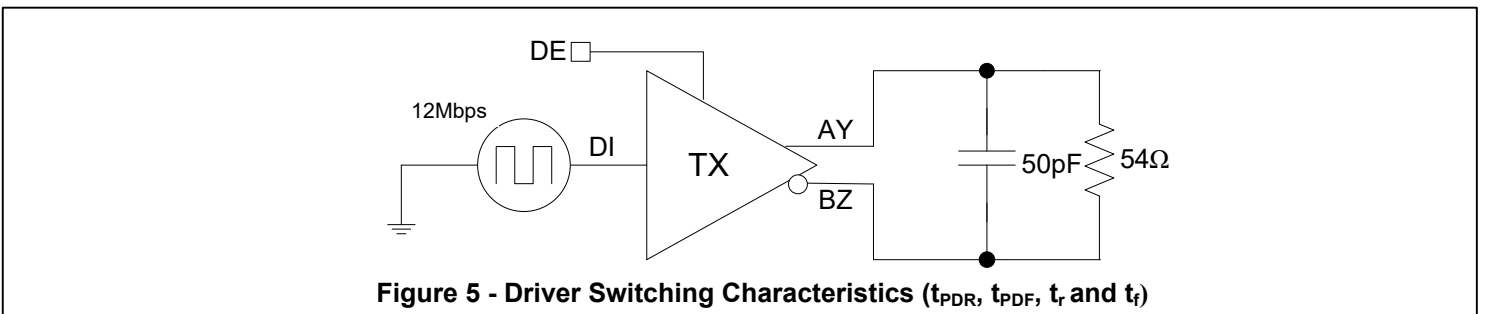 DE
12Mbps
DI
TX
AY
BZ
50pF
54Ω
Figure 5 - Driver Switching Characteristics (tPDR, tPDF, tr and tf)